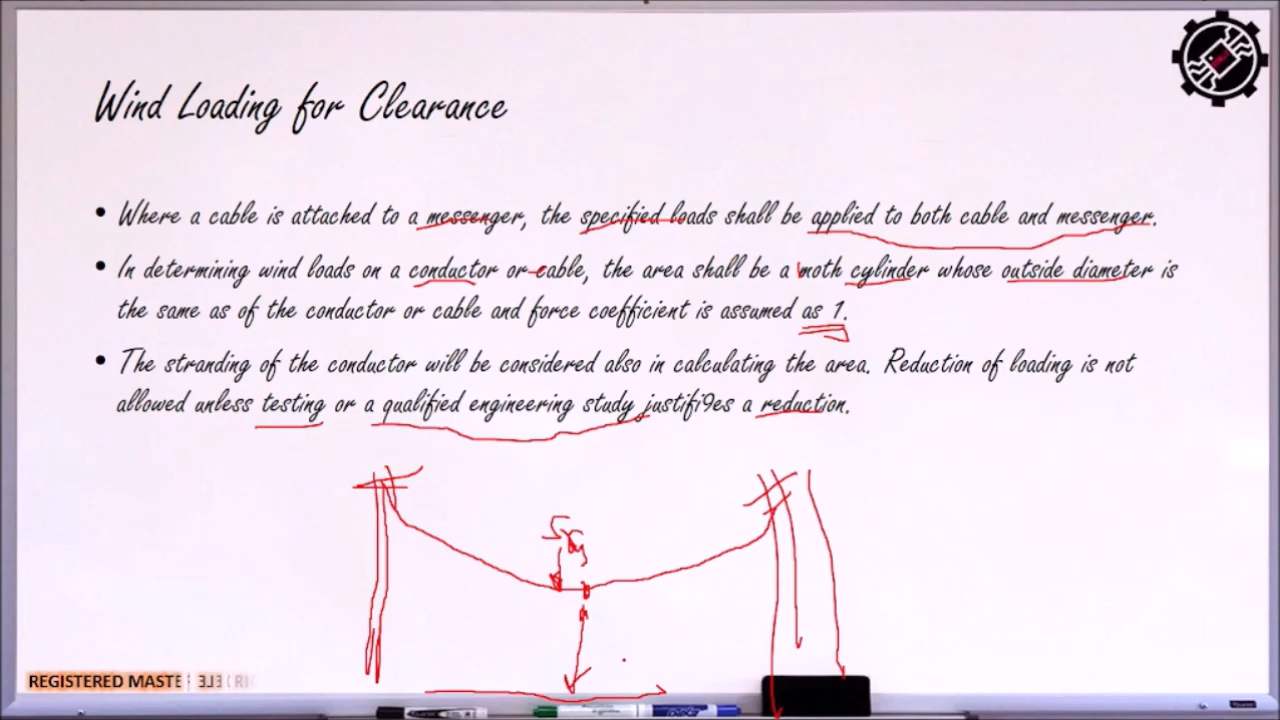 Wind Loading for Clearance
• Where a cable is attached to a messenger, the specified loads shall be applied to both cable and messenger.
• In determining wind loads on a conductor or cable, the area shall be a moth cylinder whose outside diameter is
the same as of the conductor or cable and force coefficient is assumed as 1.
• The stranding of the conductor will be considered also in calculating the area. Reduction of loading is not
allowed unless testing or a qualified engineering study justifi9es a reduction.
Sag
REGISTERED MASTE